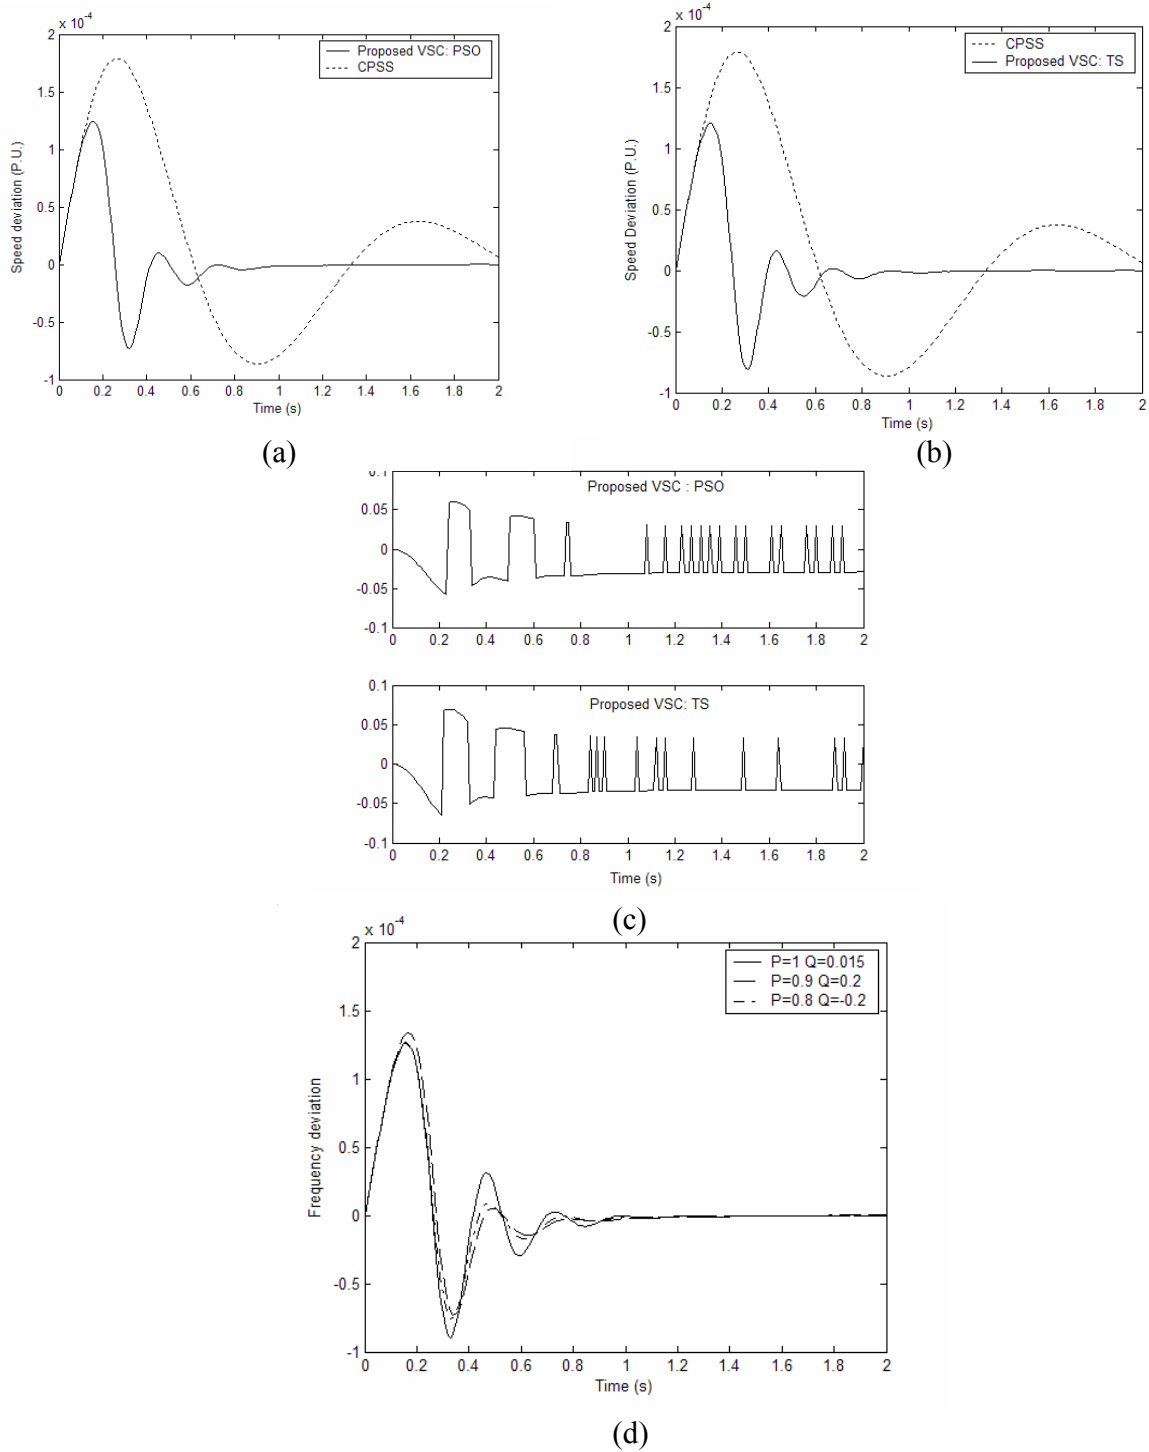 x 10-4
2
1.5
1
0.5
0
-0.5
-1
Speed deviation (P.U.)
Proposed VSC: PSO
CPSS
0 0.2 0.4 0.6 0.8 1 1.2 1.4 1.6 1.8 2
Time (s)
(a)
x 10-4
2
1.5
1
0.5
0
-0.5
-1
Speed Deviation (P.U.)
CPSS
Proposed VSC: TS
0 0.2 0.4 0.6 0.8 1 1.2 1.4 1.6 1.8 2
Time (s)
(b)
0.1
0.05
0
-0.05
-0.1
Proposed VSC : PSO
0 0.2 0.4 0.6 0.8 1 1.2 1.4 1.6 1.8 2
0.1
0.05
0
-0.05
-0.1
Proposed VSC: TS
0 0.2 0.4 0.6 0.8 1 1.2 1.4 1.6 1.8 2
Time (s)
(c)
x 10-4
2
1.5
1
0.5
0
-0.5
-1
Frequency deviation
P=1 Q=0.015
P=0.9 Q=0.2
P=0.8 Q=-0.2
0 0.2 0.4 0.6 0.8 1 1.2 1.4 1.6 1.8 2
Time (s)
(d)